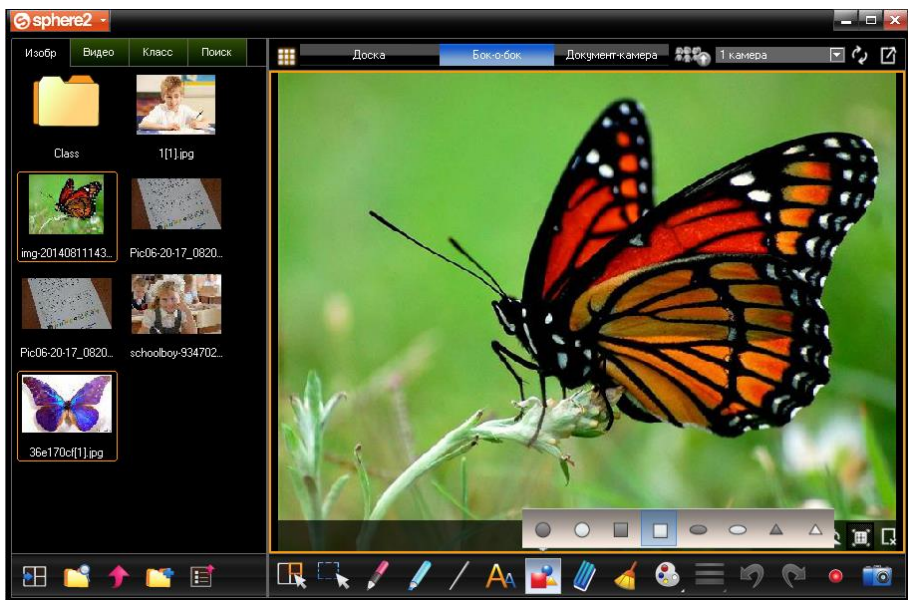 sphere2
Изобр Видео Класс Поиск
Доска Бок-о-бок Документ-камера 1 камера
Class 1[1].jpg
img-20140811143... Pic06-20-17_0820...
Pic06-20-17_0820... schoolboy-934702...
36e170cf[1].jpg